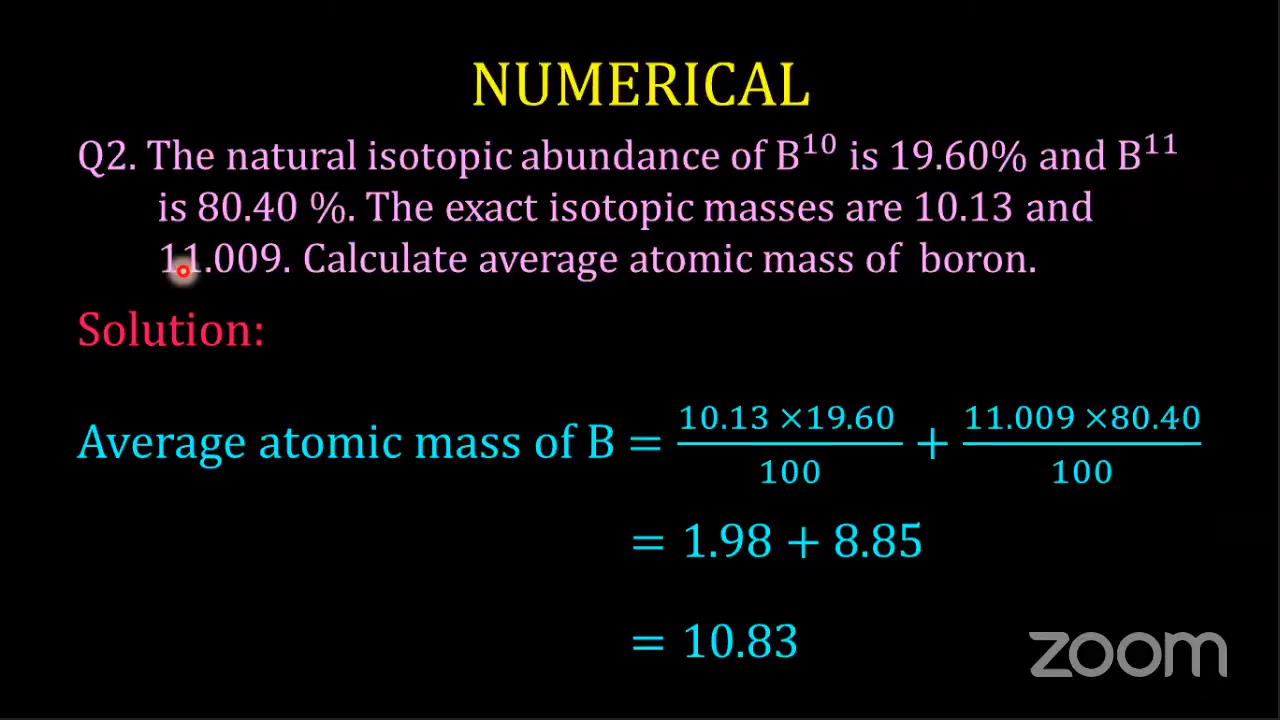 NUMERICAL
Q2. The natural isotopic abundance of B¹⁰ is 19.60% and B¹¹
is 80.40 %. The exact isotopic masses are 10.13 and
11.009. Calculate average atomic mass of boron.
Solution:
Average atomic mass of B = 10.13 ×19.60/100 + 11.009 ×80.40/100
= 1.98 + 8.85
= 10.83
zoom